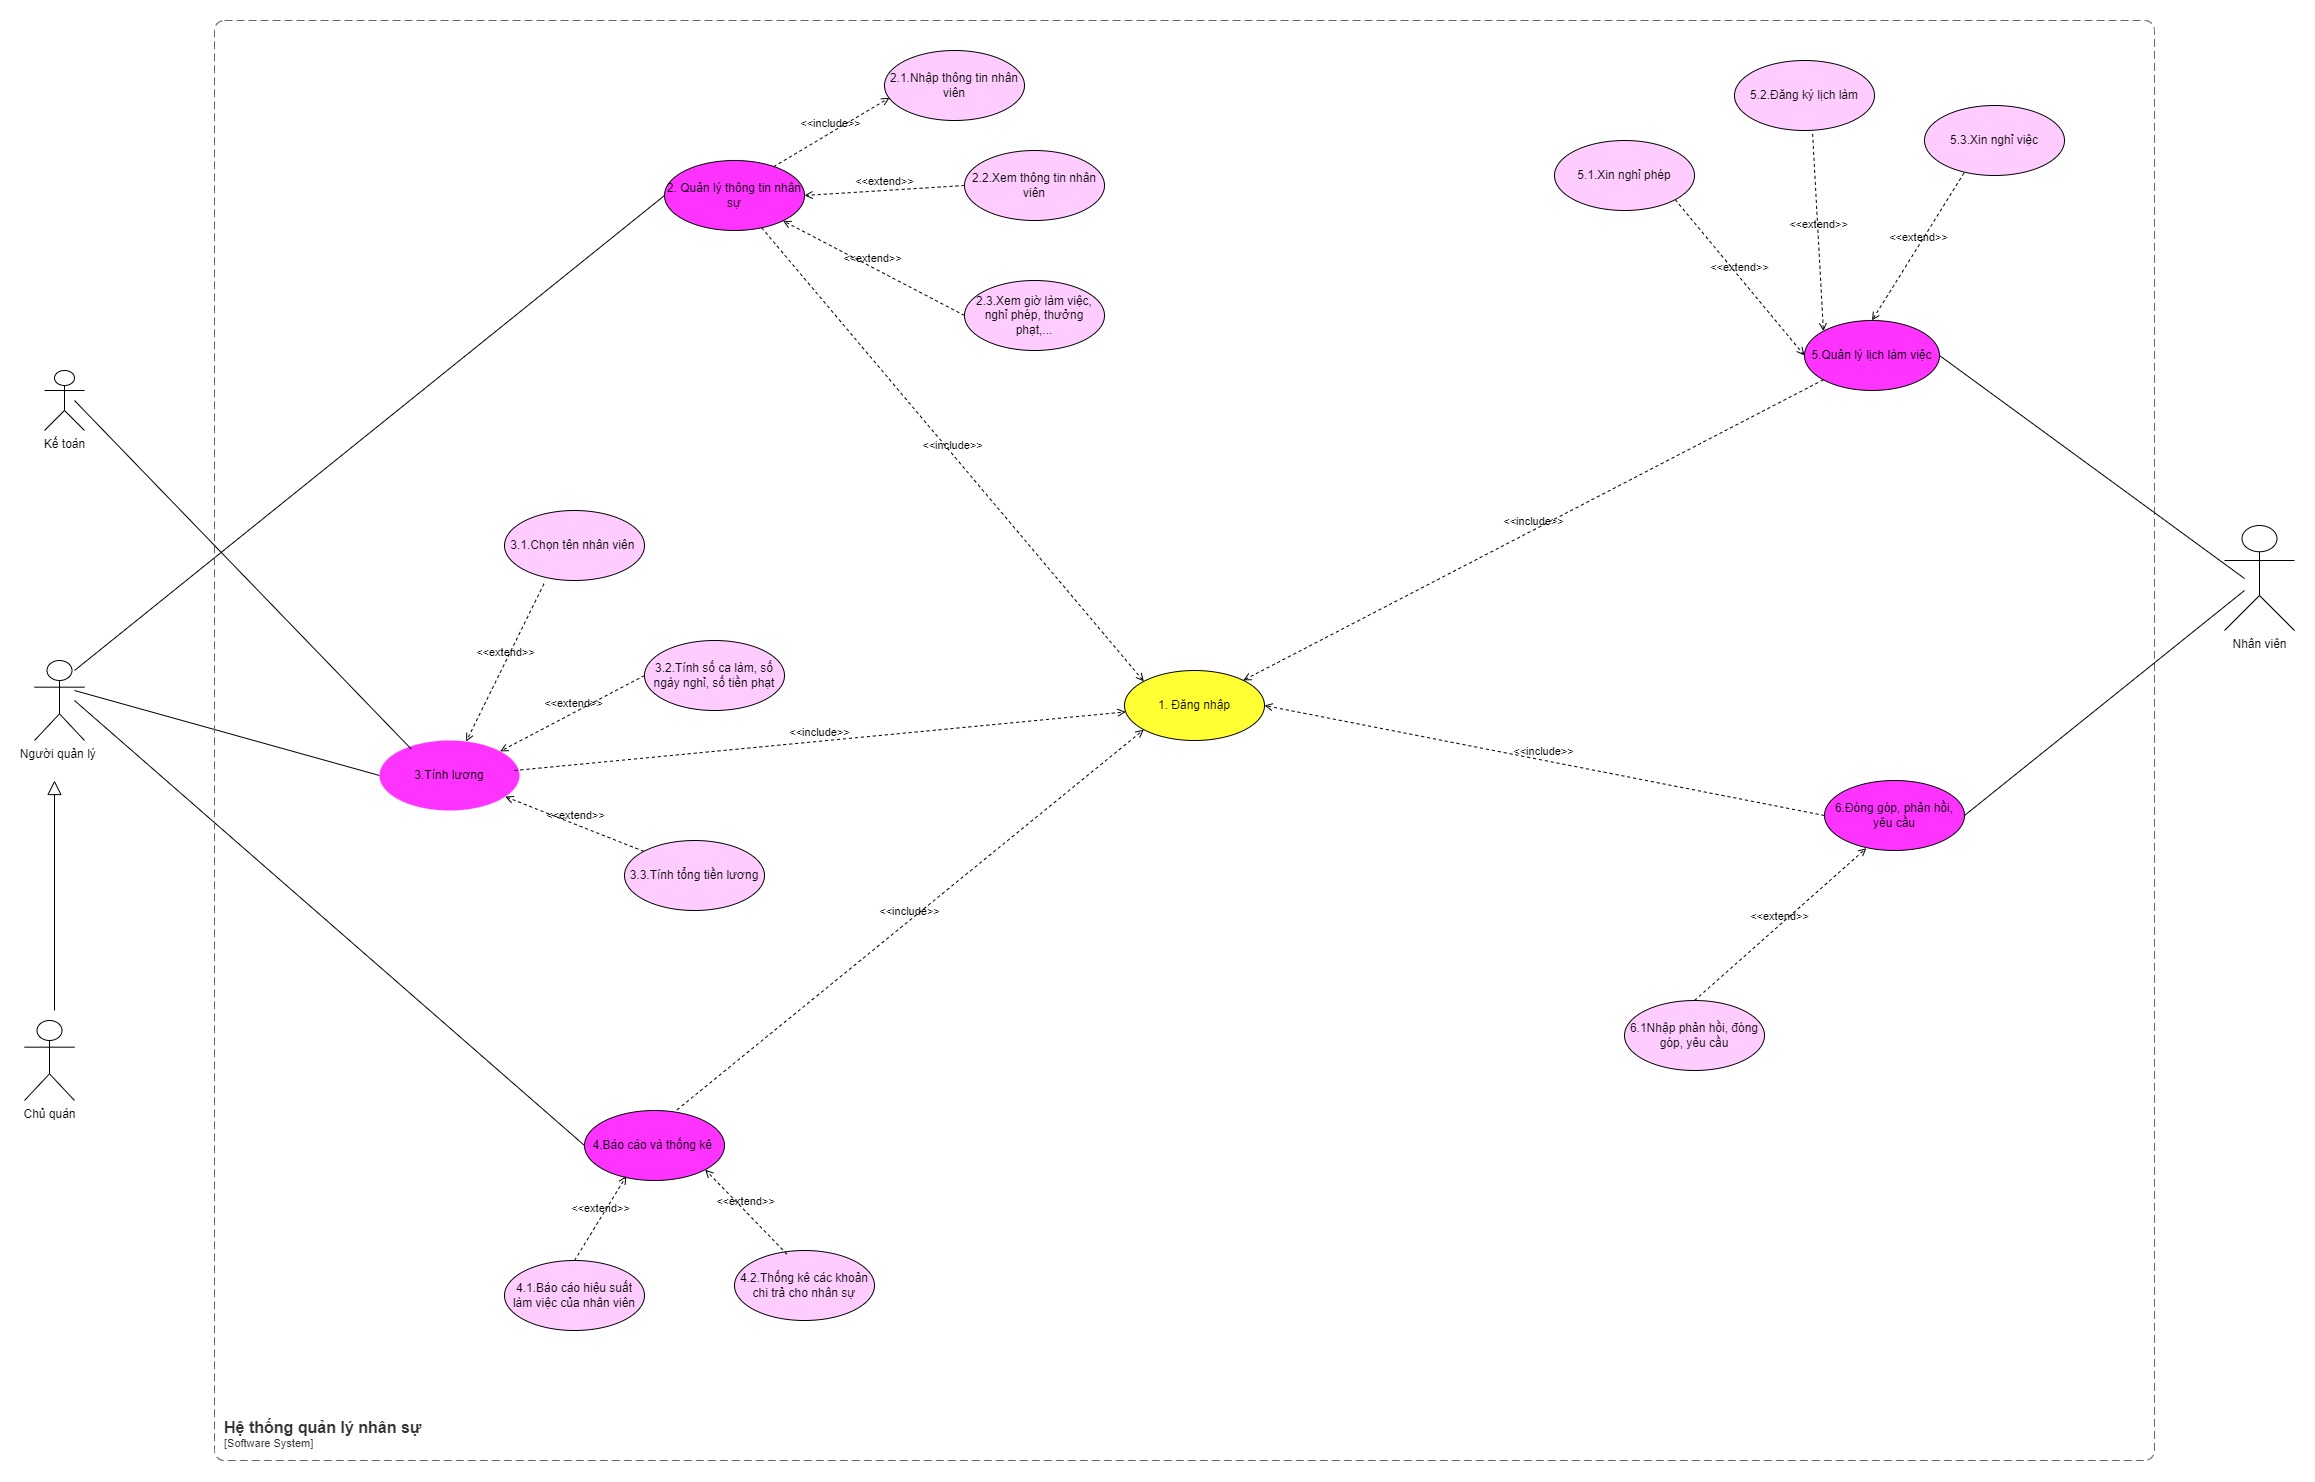 2.1.Nhập thông tin nhân
viên
<<include>>
2. Quản lý thông tin nhân
sự
<<extend>>
2.2.Xem thông tin nhân
viên
<<extend>>
2.3.Xem giờ làm việc,
nghỉ phép, thưởng
phạt,...
5.2.Đăng ký lịch làm
5.3.Xin nghỉ việc
5.1.Xin nghỉ phép
<<extend>>
<<extend>>
<<extend>>
5.Quản lý lịch làm việc
Kế toán
<<include>>
<<include>>
3.1.Chọn tên nhân viên
<<extend>>
3.2.Tính số ca làm, số
ngày nghỉ, số tiền phạt
<<extend>>
Nhân viên
1. Đăng nhập
Người quản lý
<<include>>
<<include>>
3.Tính lương
<<extend>>
3.3.Tính tổng tiền lương
6.Đóng góp, phản hồi,
yêu cầu
<<include>>
<<extend>>
6.1Nhập phản hồi, đóng
góp, yêu cầu
Chủ quán
4.Báo cáo và thống kê
<<extend>>
<<extend>>
4.1.Báo cáo hiệu suất
làm việc của nhân viên
4.2.Thống kê các khoản
chi trả cho nhân sự
Hệ thống quản lý nhân sự
[Software System]